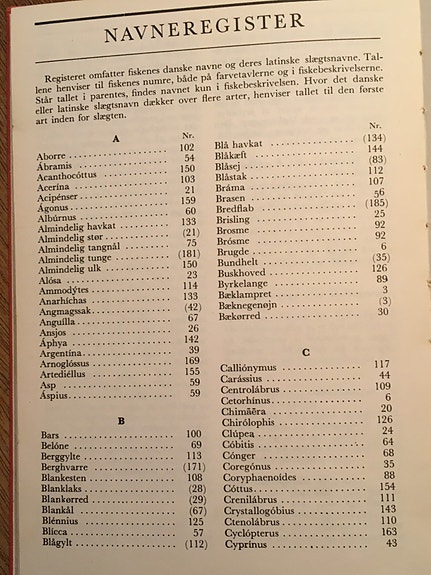 NAVNEREGISTER
Registeret omfatter fiskenes danske navne og deres latinske slægtsnavne. Tal-
lene henviser til fiskenes numre, både på farvetavlerne og i fiskebeskrivelserne.
Står tallet i parentes, findes navnet kun i fiskebeskrivelsen. Hvor det danske
eller latinske slægtsnavn dækker over flere arter, henviser tallet til den første
art inden for slægten.
A
Nr.
Aborre 102
Ábramis 54
Acanthocóttus 150
Acerína 103
Acipénser 21
Ágonus 159
Albúrnus 60
Almindelig havkat 133
Almindelig stør (21)
Almindelig tangnål 75
Almindelig tunge (181)
Almindelig ulk 150
Alósa 23
Ammodýtes 114
Anarhíchas 133
Angmagssak (42)
Anguílla 67
Ansjos 26
Áphya 142
Argentína 39
Arnoglóssus 169
Artediéllus 155
Asp 59
Áspius 59
B
Bars 100
Belóne 69
Berggylte 113
Berghvarre (171)
Blankesten 108
Blanklaks (28)
Blankørred (29)
Blankål (67)
Blénnius 125
Blícca 57
Blågylt (112)
Nr.
Blå havkat (134)
Blåkæft 144
Blåsej (83)
Blåstak 112
Bráma 107
Brasen 56
Bredflab (185)
Brisling 25
Brosme 92
Brósme 92
Brugde 6
Bundhelt (35)
Buskhoved 126
Byrkelange 89
Bæklampret 3
Bæknegenøjn (3)
Bækørred 30
C
Calliónymus 117
Carássius 44
Centrolábrus 109
Cetorhínus 6
Chimāēra 20
Chirólophis 126
Clúpea 24
Cóbitis 64
Cónger 68
Coregónus 35
Coryphaenoídes 88
Cóttus 154
Crenilábrus 111
Crystallogóbius 143
Ctenolábrus 110
Cyclópterus 163
Cyprínus 43